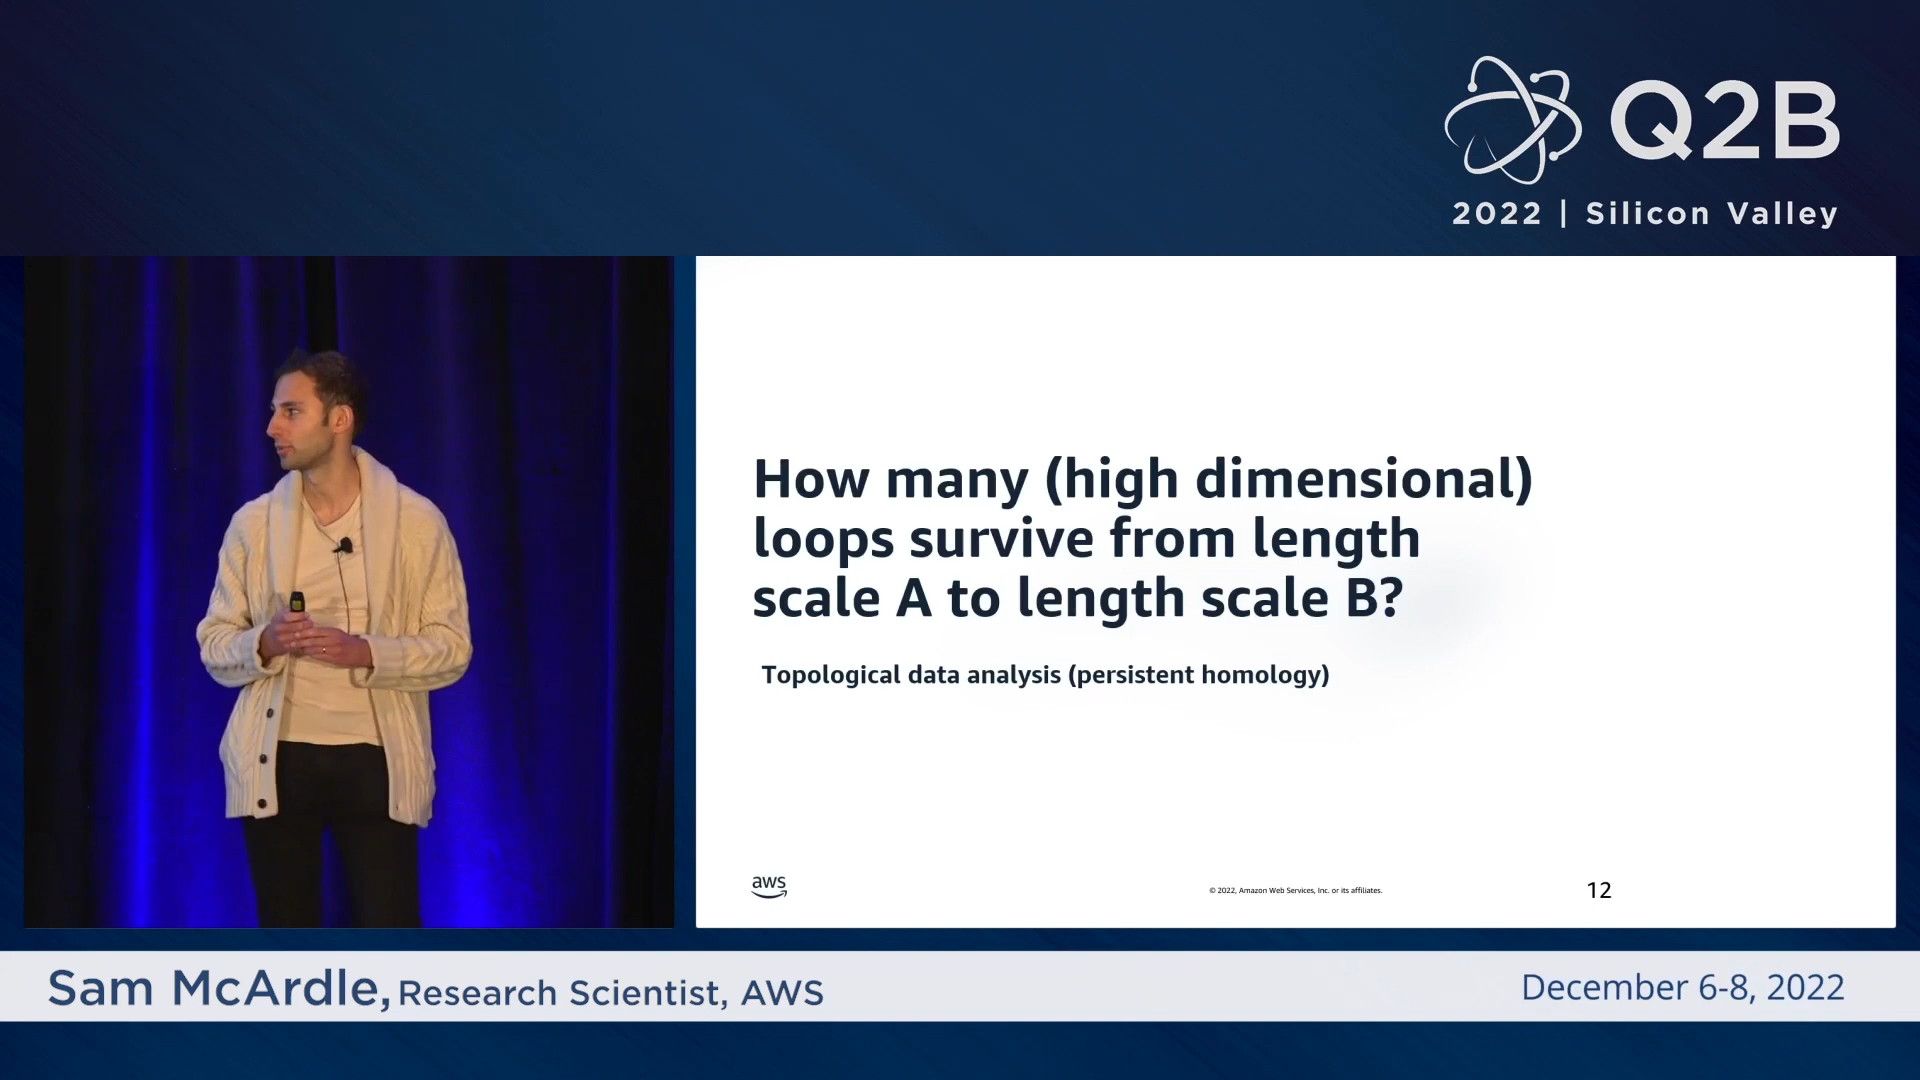 Q2B
2022 | Silicon Valley
How many (high dimensional)
loops survive from length
scale A to length scale B?
Topological data analysis (persistent homology)
aws
© 2022, Amazon Web Services, Inc. or its affiliates.
12
Sam McArdle, Research Scientist, AWS
December 6-8, 2022